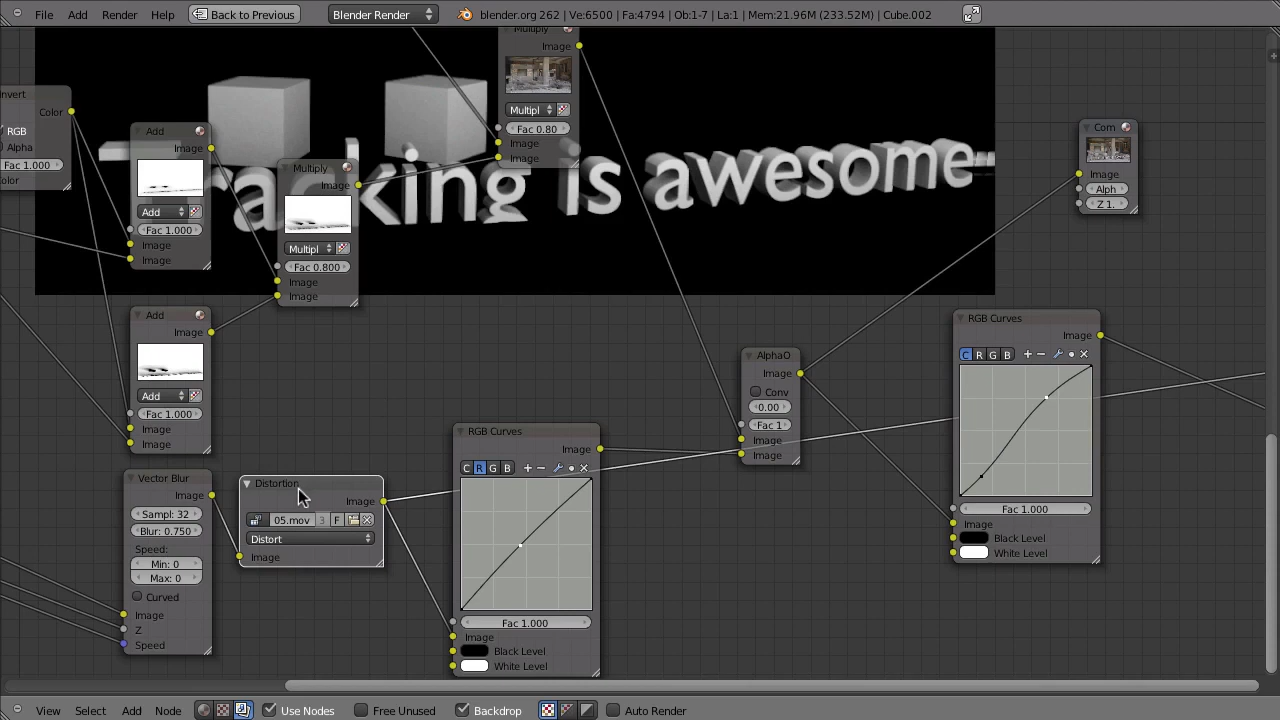 File Add Render Help Back to Previous Blender Render blender.org 262 | Ve:6500 | Fa:4794 | Ob:1-7 | La:1 | Mem:21.96M (233.52M) | Cube.002
Multiply
Image
Multipl
Fac 0.80
Image
Image
nvert
Color
RGB
Alpha
Fac 1.000
olor
Add
Image
Add
Fac 1.000
Image
Image
Multiply
Image
Multipl
Fac 0.800
Image
Image
racking is awesome
Com
Image
Alph
Z 1.
Add
Image
Add
Fac 1.000
Image
Image
AlphaO
Image
Conv
0.00
Fac 1
Image
Image
RGB Curves
Image
C R G B
Fac 1.000
Image
Black Level
White Level
Vector Blur
Image
Sampl: 32
Blur: 0.750
Speed:
Min: 0
Max: 0
Curved
Image
Z
Speed
Distortion
Image
05.mov 3 F
Distort
Image
RGB Curves
Image
C R G B
Fac 1.000
Image
Black Level
White Level
View Select Add Node Use Nodes Free Unused Backdrop Auto Render